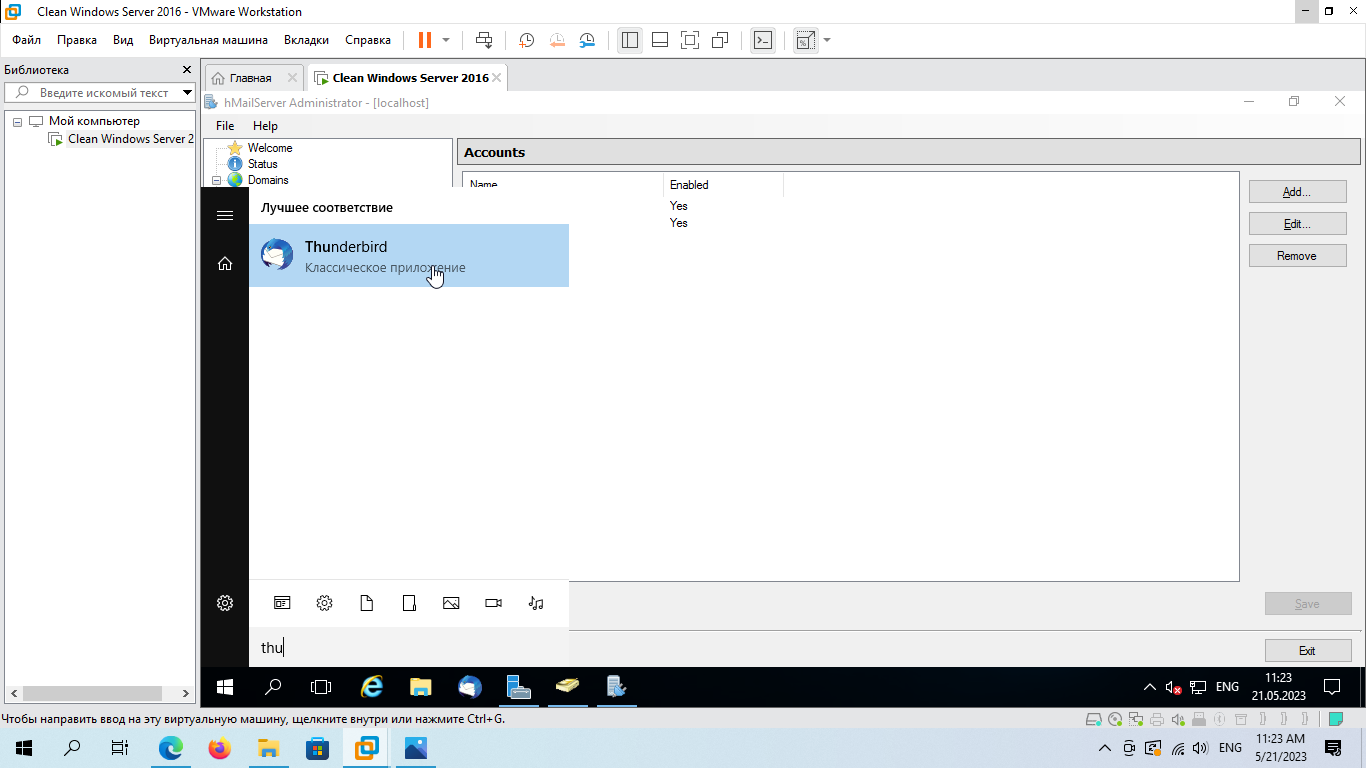 Clean Windows Server 2016 - VMware Workstation
Файл Правка Вид Виртуальная машина Вкладки Справка
Библиотека
Введите искомый текст
Мой компьютер
Clean Windows Server 2
Главная
Clean Windows Server 2016
hMailServer Administrator - [localhost]
File Help
Welcome
Status
Domains
Accounts
Name Enabled
Yes
Yes
Add...
Edit...
Remove
Лучшее соответствие
Thunderbird
Классическое приложение
thu
Save
Exit
ENG
11:23
21.05.2023
Чтобы направить ввод на эту виртуальную машину, щелкните внутри или нажмите Ctrl+G.
ENG
11:23 AM
5/21/2023